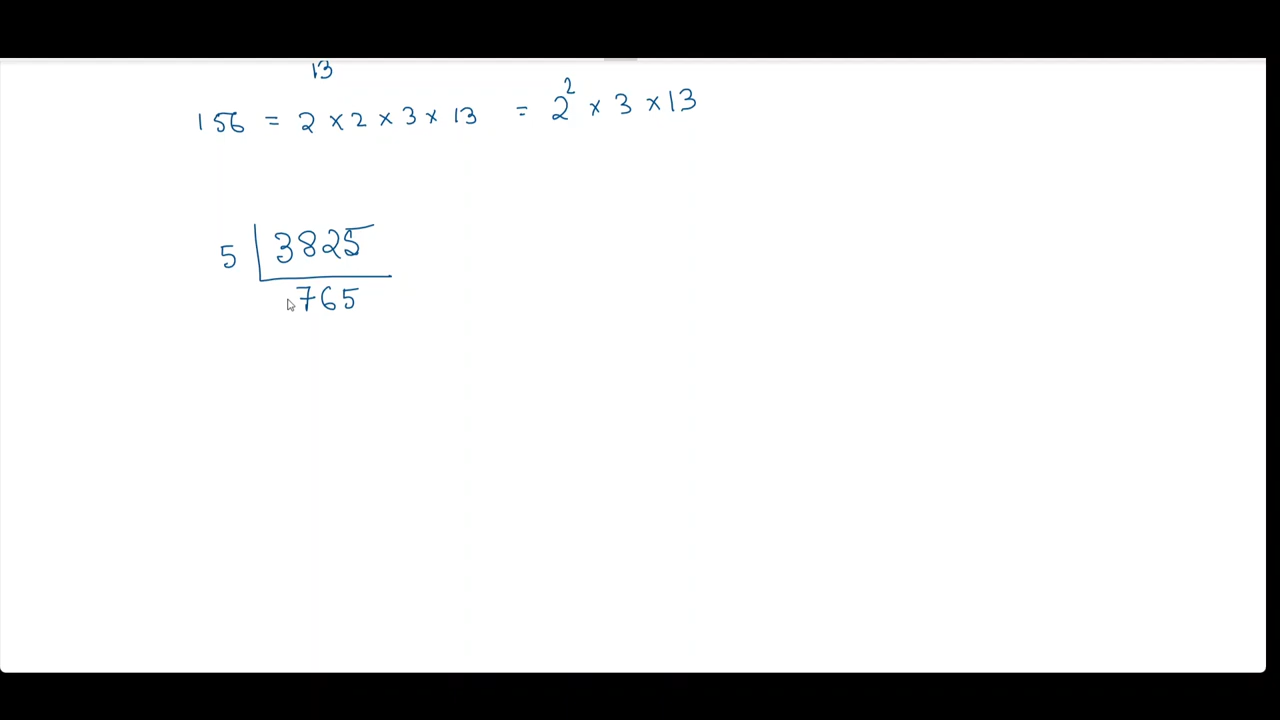 13
156 = 2 × 2 × 3 × 13 = 2² × 3 × 13
5 3825
765